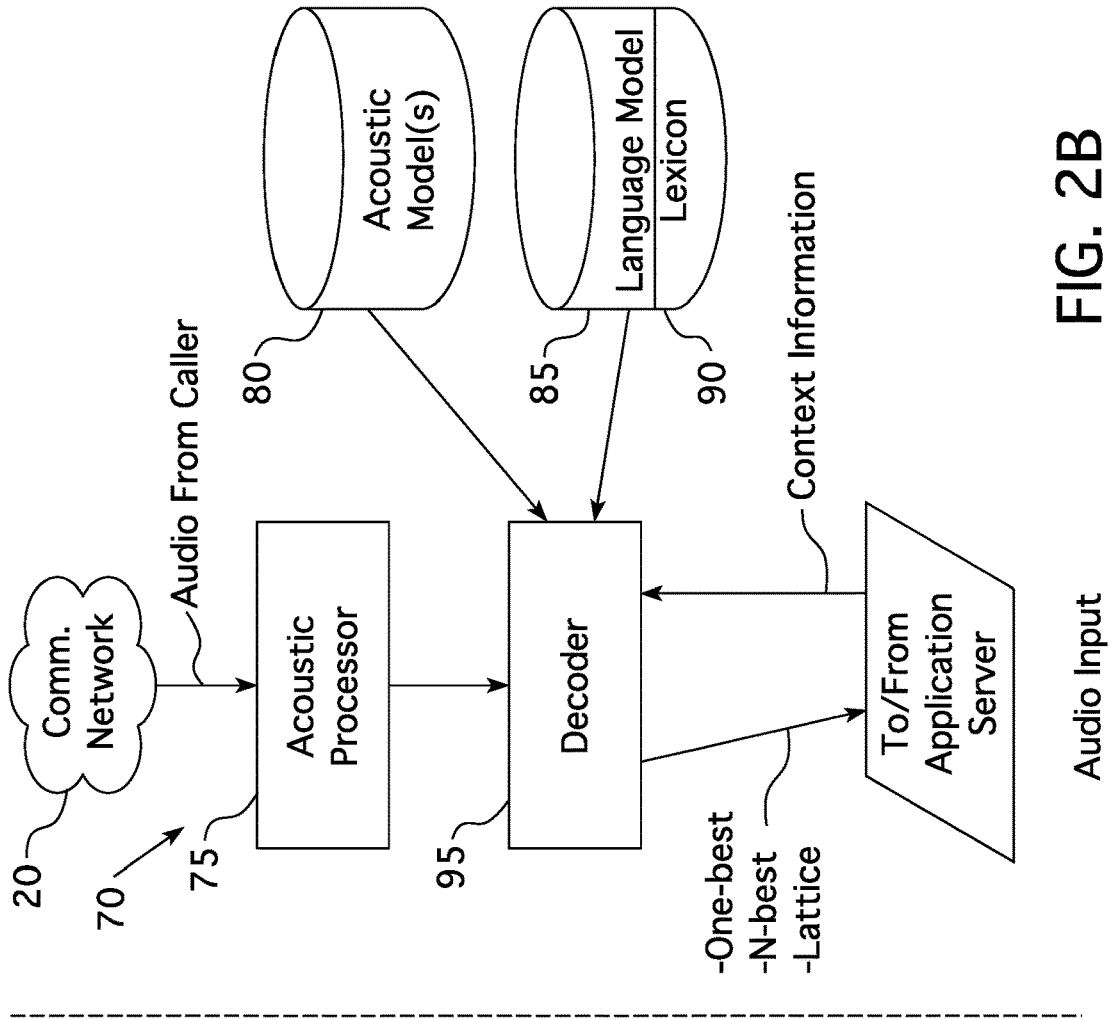 20
Comm.
Network
70
Audio From Caller
75
Acoustic
Processor
80
Acoustic
Model(s)
95
Decoder
85
Language Model
Lexicon
90
-One-best
-N-best
-Lattice
Context Information
To/From
Application
Server
Audio Input
FIG. 2B